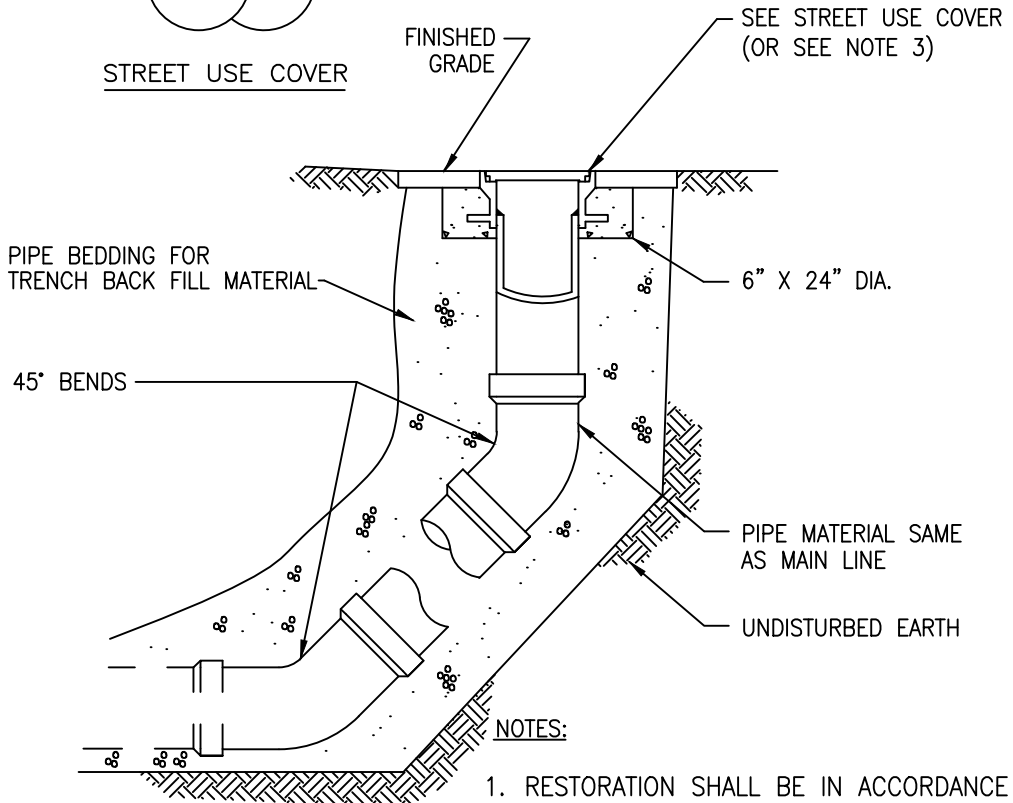 STREET USE COVER
FINISHED
GRADE
SEE STREET USE COVER
(OR SEE NOTE 3)
PIPE BEDDING FOR
TRENCH BACK FILL MATERIAL
6” X 24” DIA.
45° BENDS
PIPE MATERIAL SAME
AS MAIN LINE
UNDISTURBED EARTH
NOTES:
1. RESTORATION SHALL BE IN ACCORDANCE